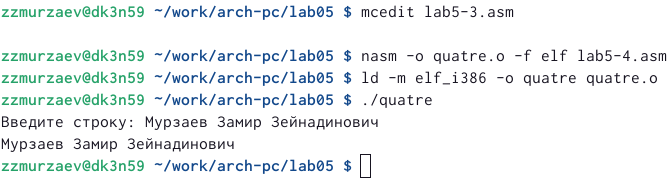 zzmurzaev@dk3n59 ~/work/arch-pc/lab05 $ mcedit lab5-3.asm
zzmurzaev@dk3n59 ~/work/arch-pc/lab05 $ nasm -o quatre.o -f elf lab5-4.asm
zzmurzaev@dk3n59 ~/work/arch-pc/lab05 $ ld -m elf_i386 -o quatre quatre.o
zzmurzaev@dk3n59 ~/work/arch-pc/lab05 $ ./quatre
Введите строку: Мурзаев Замир Зейнадинович
Мурзаев Замир Зейнадинович
zzmurzaev@dk3n59 ~/work/arch-pc/lab05 $